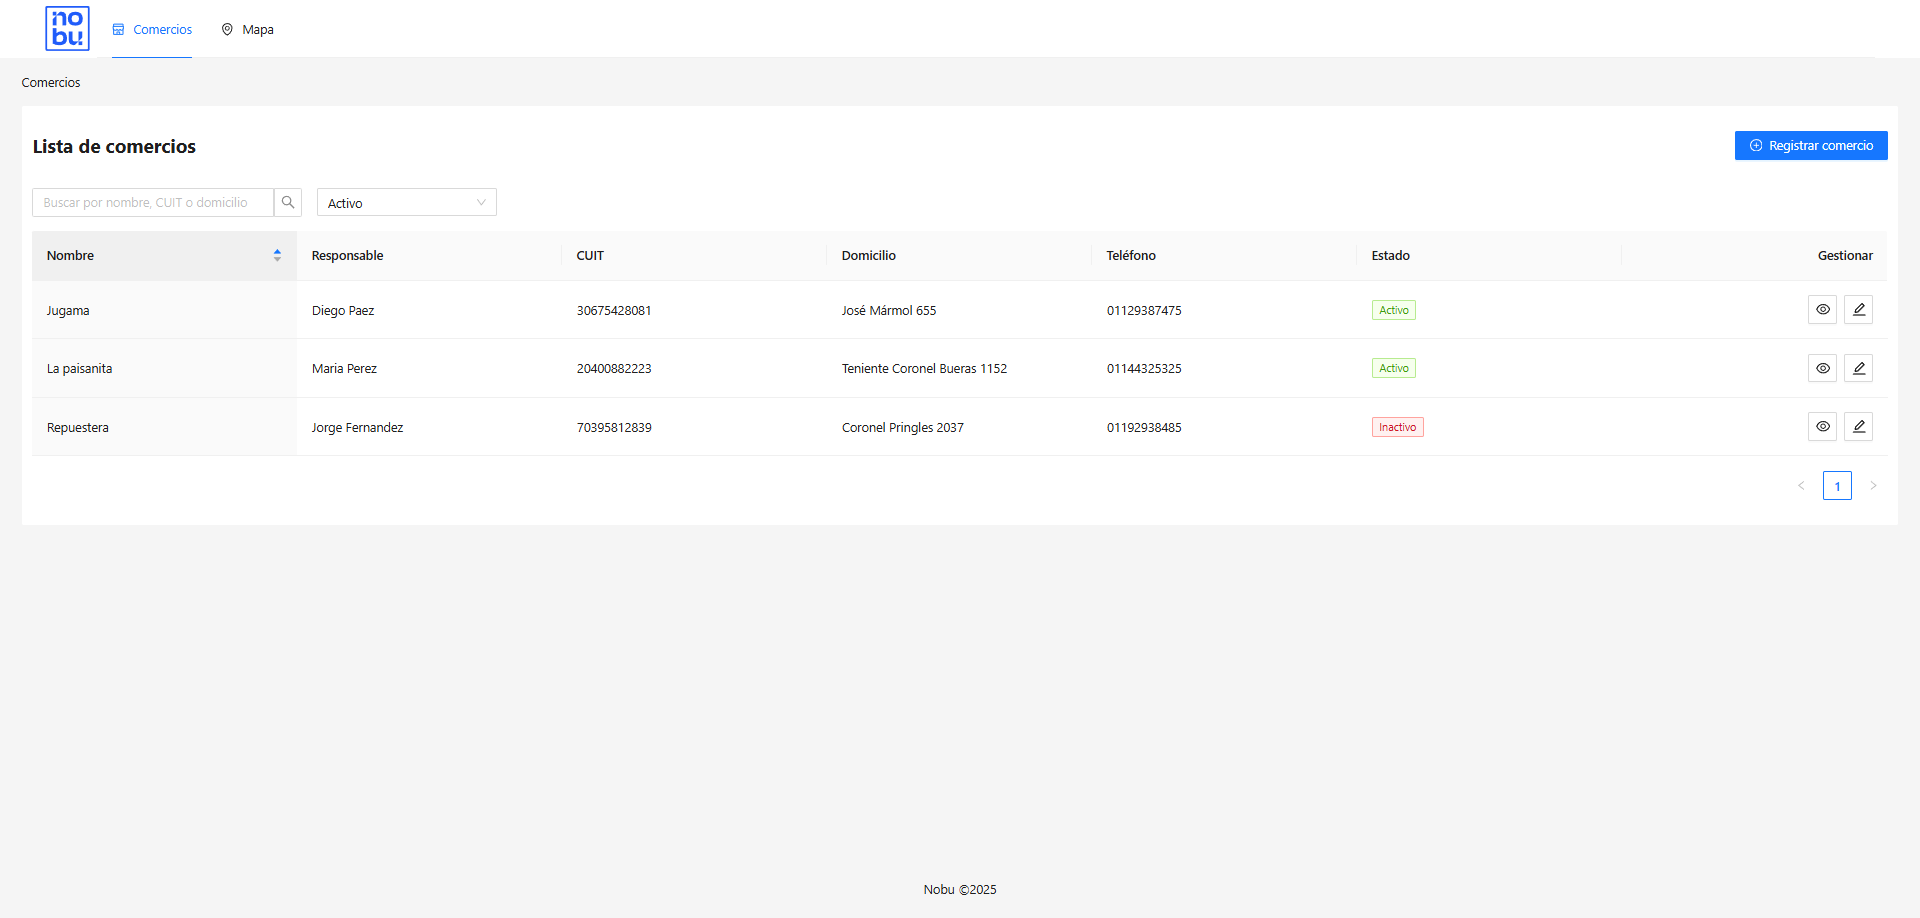 nobu Comercios Mapa
Comercios
Lista de comercios
Registrar comercio
Buscar por nombre, CUIT o domicilio
Activo
Nombre Responsable CUIT Domicilio Teléfono Estado Gestionar
Jugama Diego Paez 30675428081 José Mármol 655 01129387475 Activo
La paisanita Maria Perez 20400882223 Teniente Coronel Bueras 1152 01144325325 Activo
Repuestera Jorge Fernandez 70395812839 Coronel Pringles 2037 01192938485 Inactivo
< 1 >
Nobu ©2025